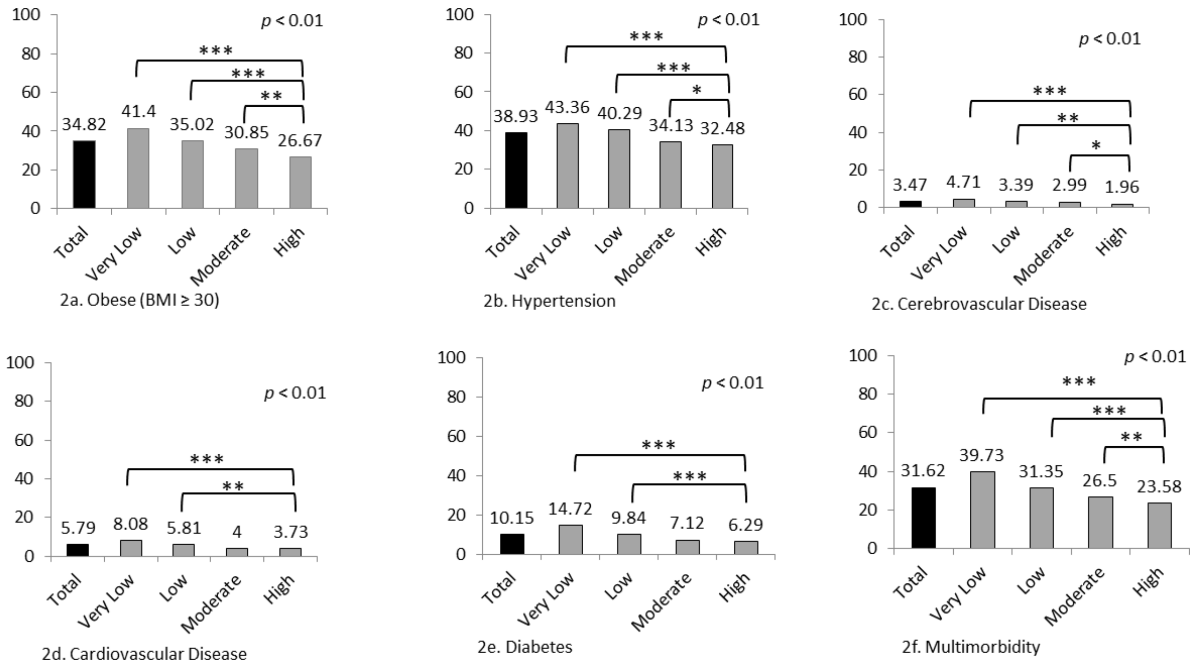 100
80
60
40
20
0
p < 0.01
***
***
**
34.82
41.4
35.02
30.85
26.67
Total
Very Low
Low
Moderate
High
2a. Obese (BMI ≥ 30)
100
80
60
40
20
0
p < 0.01
***
***
*
38.93
43.36
40.29
34.13
32.48
Total
Very Low
Low
Moderate
High
2b. Hypertension
100
80
60
40
20
0
p < 0.01
***
**
*
3.47
4.71
3.39
2.99
1.96
Total
Very Low
Low
Moderate
High
2c. Cerebrovascular Disease
100
80
60
40
20
0
p < 0.01
***
**
5.79
8.08
5.81
4
3.73
Total
Very Low
Low
Moderate
High
2d. Cardiovascular Disease
100
80
60
40
20
0
p < 0.01
***
***
10.15
14.72
9.84
7.12
6.29
Total
Very Low
Low
Moderate
High
2e. Diabetes
100
80
60
40
20
0
p < 0.01
***
***
**
31.62
39.73
31.35
26.5
23.58
Total
Very Low
Low
Moderate
High
2f. Multimorbidity